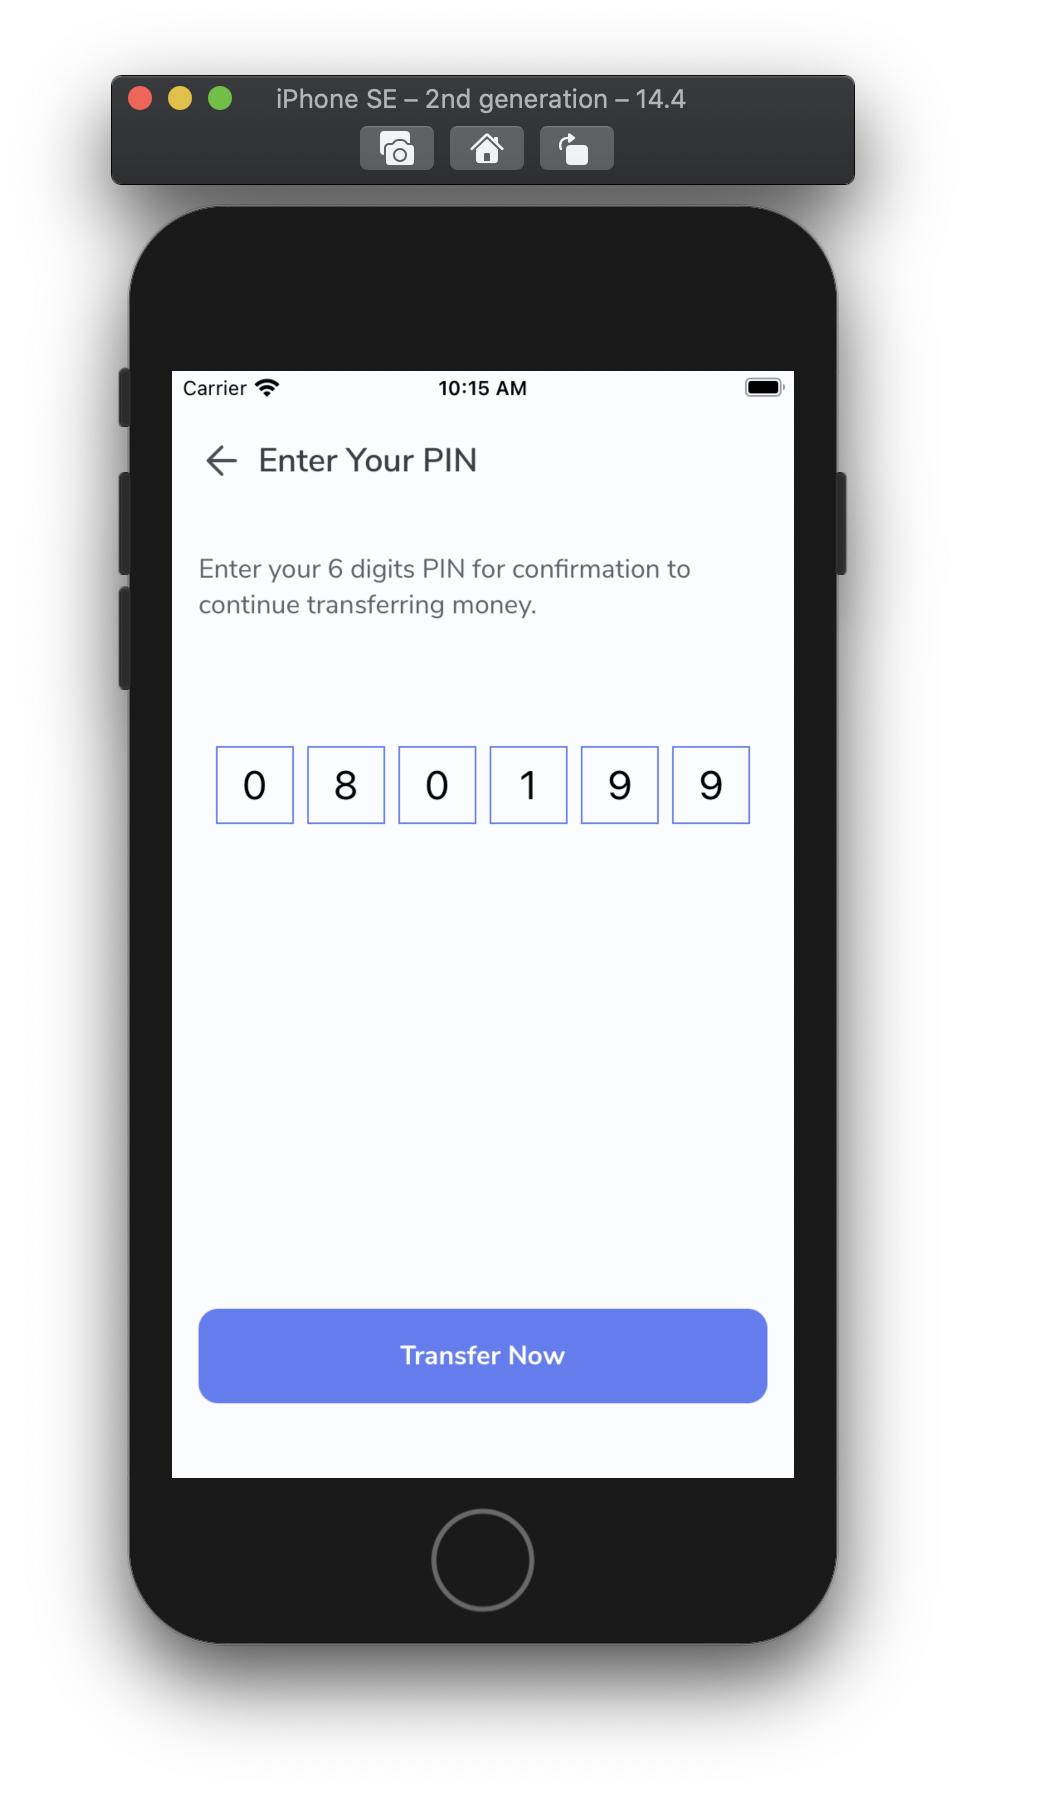 iPhone SE – 2nd generation – 14.4
Carrier 10:15 AM
Enter Your PIN
Enter your 6 digits PIN for confirmation to
continue transferring money.
0 8 0 1 9 9
Transfer Now